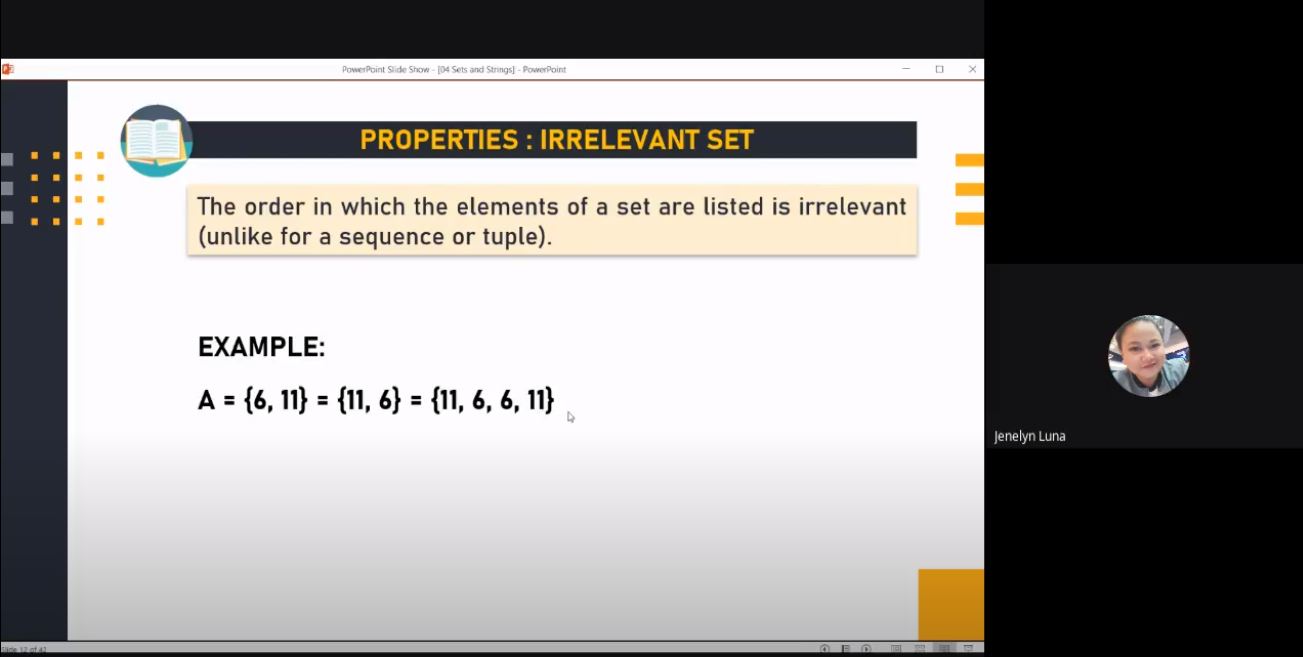 PowerPoint Slide Show - [04 Sets and Strings] - PowerPoint
PROPERTIES : IRRELEVANT SET
The order in which the elements of a set are listed is irrelevant
(unlike for a sequence or tuple).
EXAMPLE:
A = {6, 11} = {11, 6} = {11, 6, 6, 11}
Jenelyn Luna
Slide 12 of 42